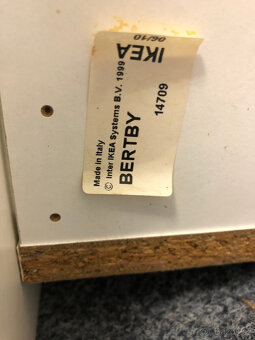 Made in Italy
© Inter IKEA Systems B.V. 1999
BERTBY
14709
06/10
IKEA